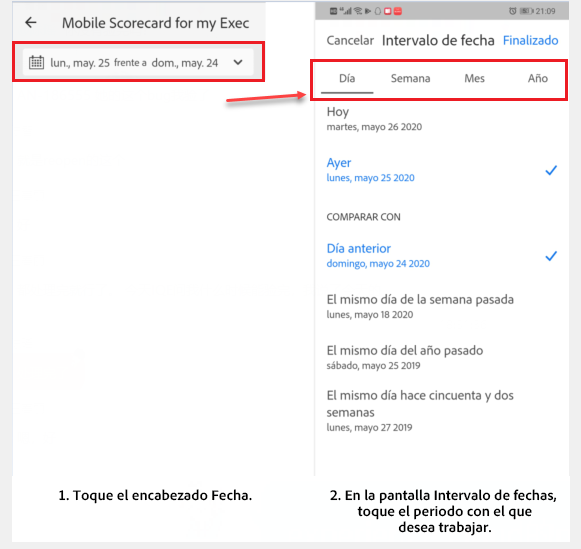 Mobile Scorecard for my Exec
lun., may. 25 frente a dom., may. 24
21:09
Cancelar Intervalo de fecha Finalizado
Día Semana Mes Año
Hoy
martes, mayo 26 2020
Ayer
lunes, mayo 25 2020
COMPARAR CON
Día anterior
domingo, mayo 24 2020
El mismo día de la semana pasada
lunes, mayo 18 2020
El mismo día del año pasado
sábado, mayo 25 2019
El mismo día hace cincuenta y dos
semanas
lunes, mayo 27 2019
1. Toque el encabezado Fecha.
2. En la pantalla Intervalo de fechas,
toque el periodo con el que
desea trabajar.